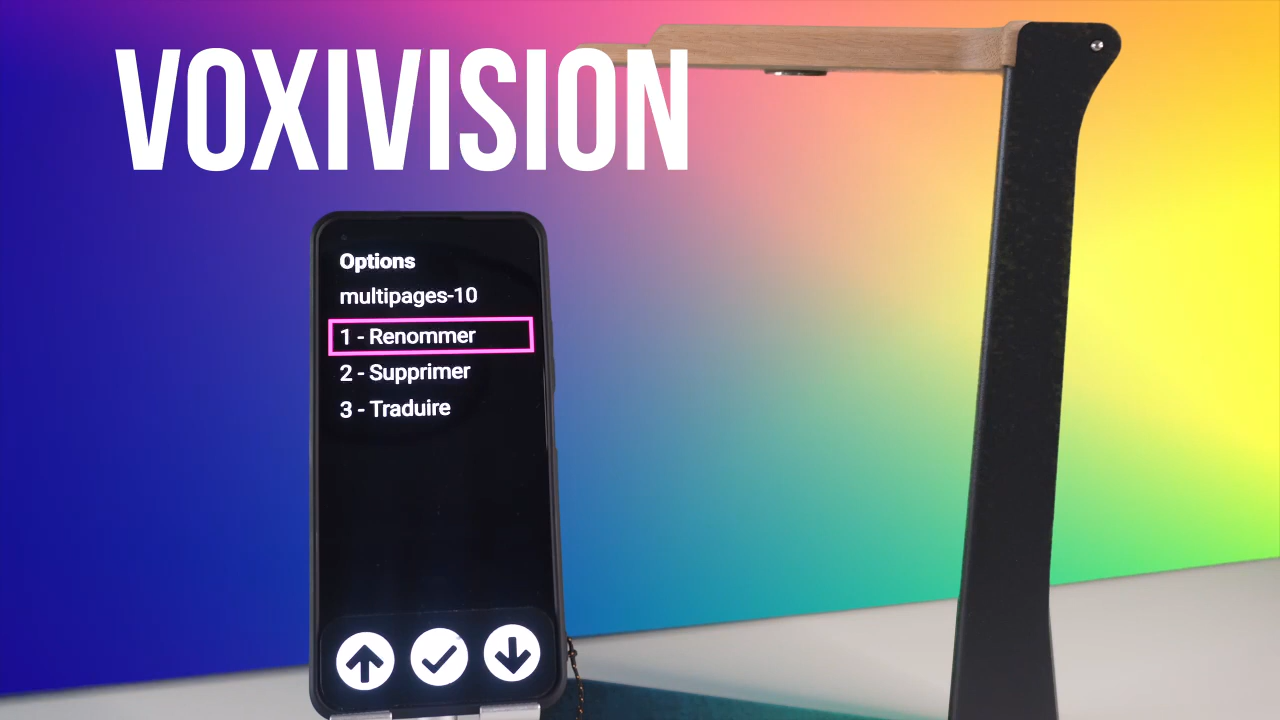 VOXIVISION
Options
multipages-10
1 - Renommer
2 - Supprimer
3 - Traduire